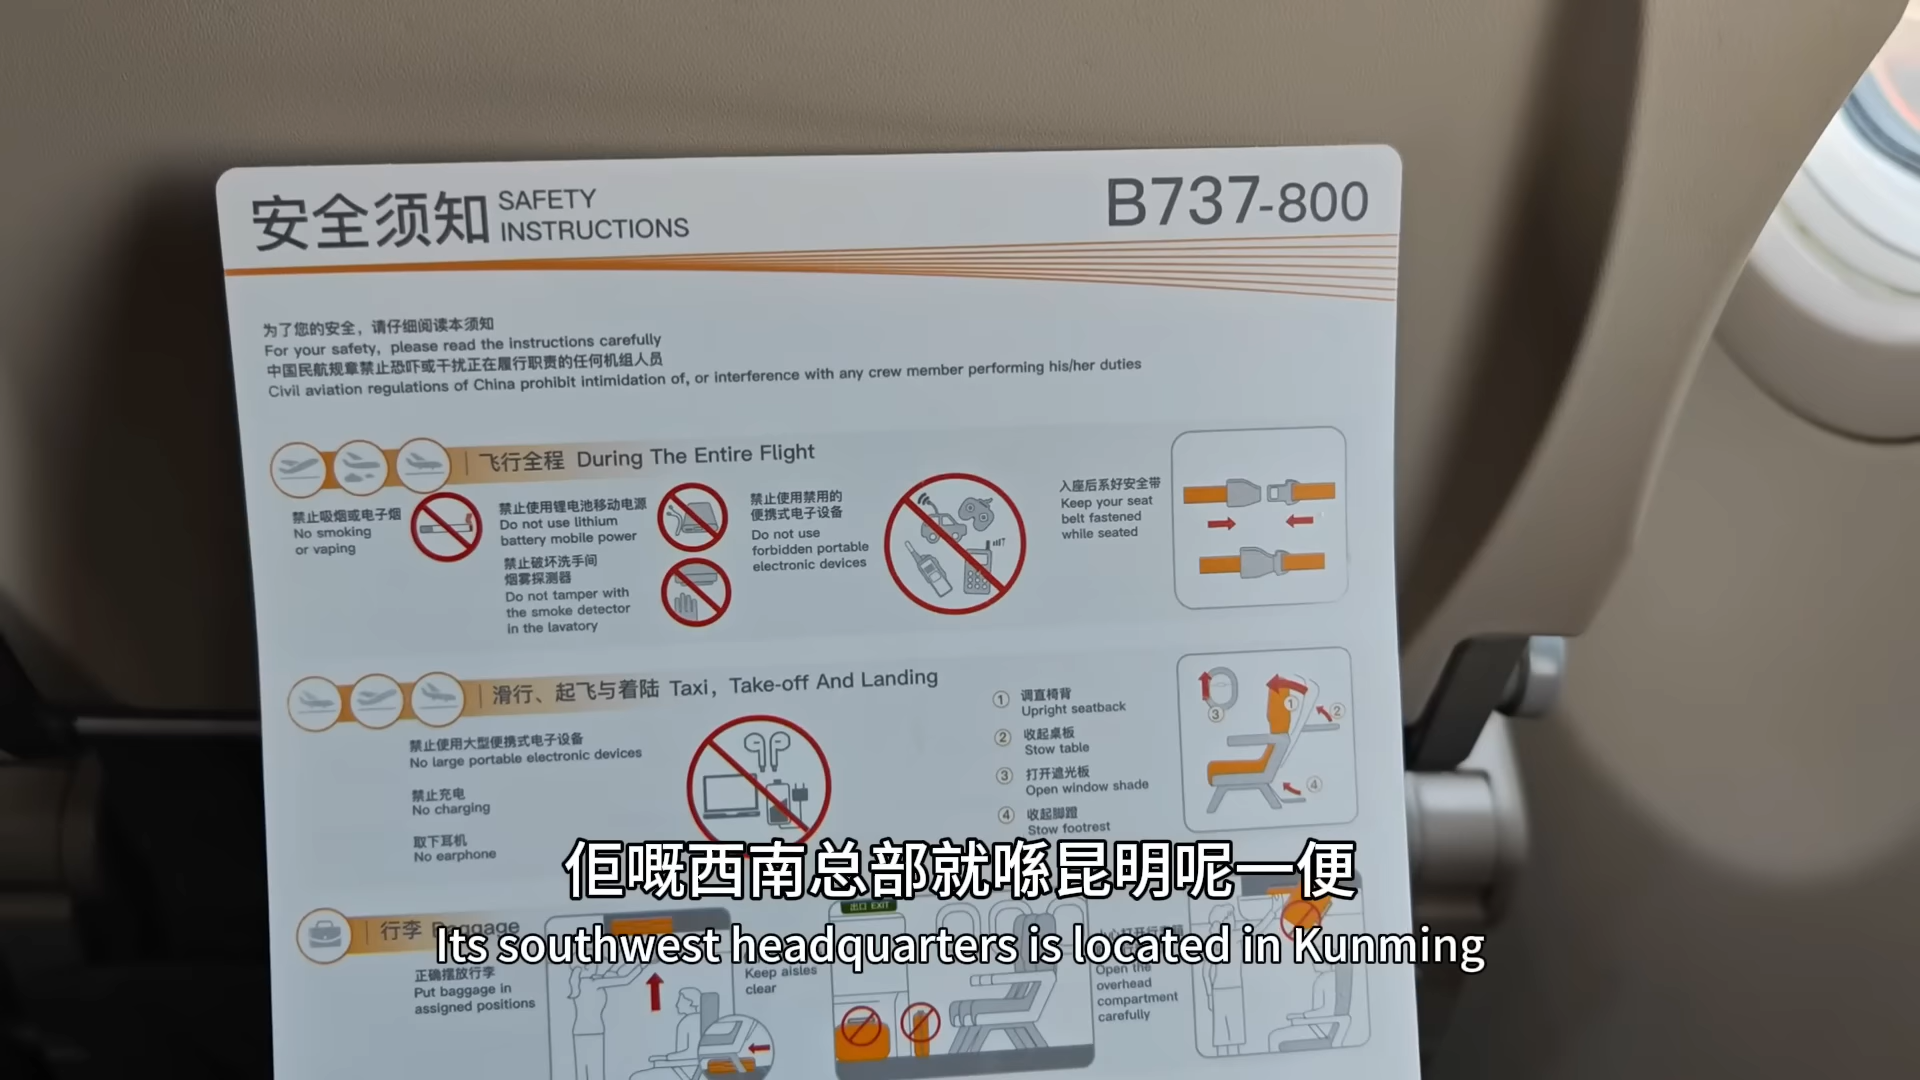 安全须知
SAFETY
INSTRUCTIONS
B737-800
为了您的安全，请仔细阅读本须知
For your safety, please read the instructions carefully
中国民航规章禁止恐吓或干扰正在履行职责的任何机组人员
Civil aviation regulations of China prohibit intimidation of, or interference with any crew member performing his/her duties
飞行全程 During The Entire Flight
禁止吸烟或电子烟
No smoking
or vaping
禁止使用锂电池移动电源
Do not use lithium
battery mobile power
禁止破坏洗手间
烟雾探测器
Do not tamper with
the smoke detector
in the lavatory
禁止使用禁用的
便携式电子设备
Do not use
forbidden portable
electronic devices
入座后系好安全带
Keep your seat
belt fastened
while seated
滑行、起飞与着陆 Taxi, Take-off And Landing
禁止使用大型便携式电子设备
No large portable electronic devices
禁止充电
No charging
取下耳机
No earphone
① 调直椅背
Upright seatback
② 收起桌板
Stow table
③ 打开遮光板
Open window shade
④ 收起脚蹬
Stow footrest
③
①
②
④
佢嘅西南总部就喺昆明呢一便
Its southwest headquarters is located in Kunming
行李 Baggage
正确摆放行李
Put baggage in
assigned positions
Keep aisles
clear
出口 EXIT
Open the
overhead
compartment
carefully